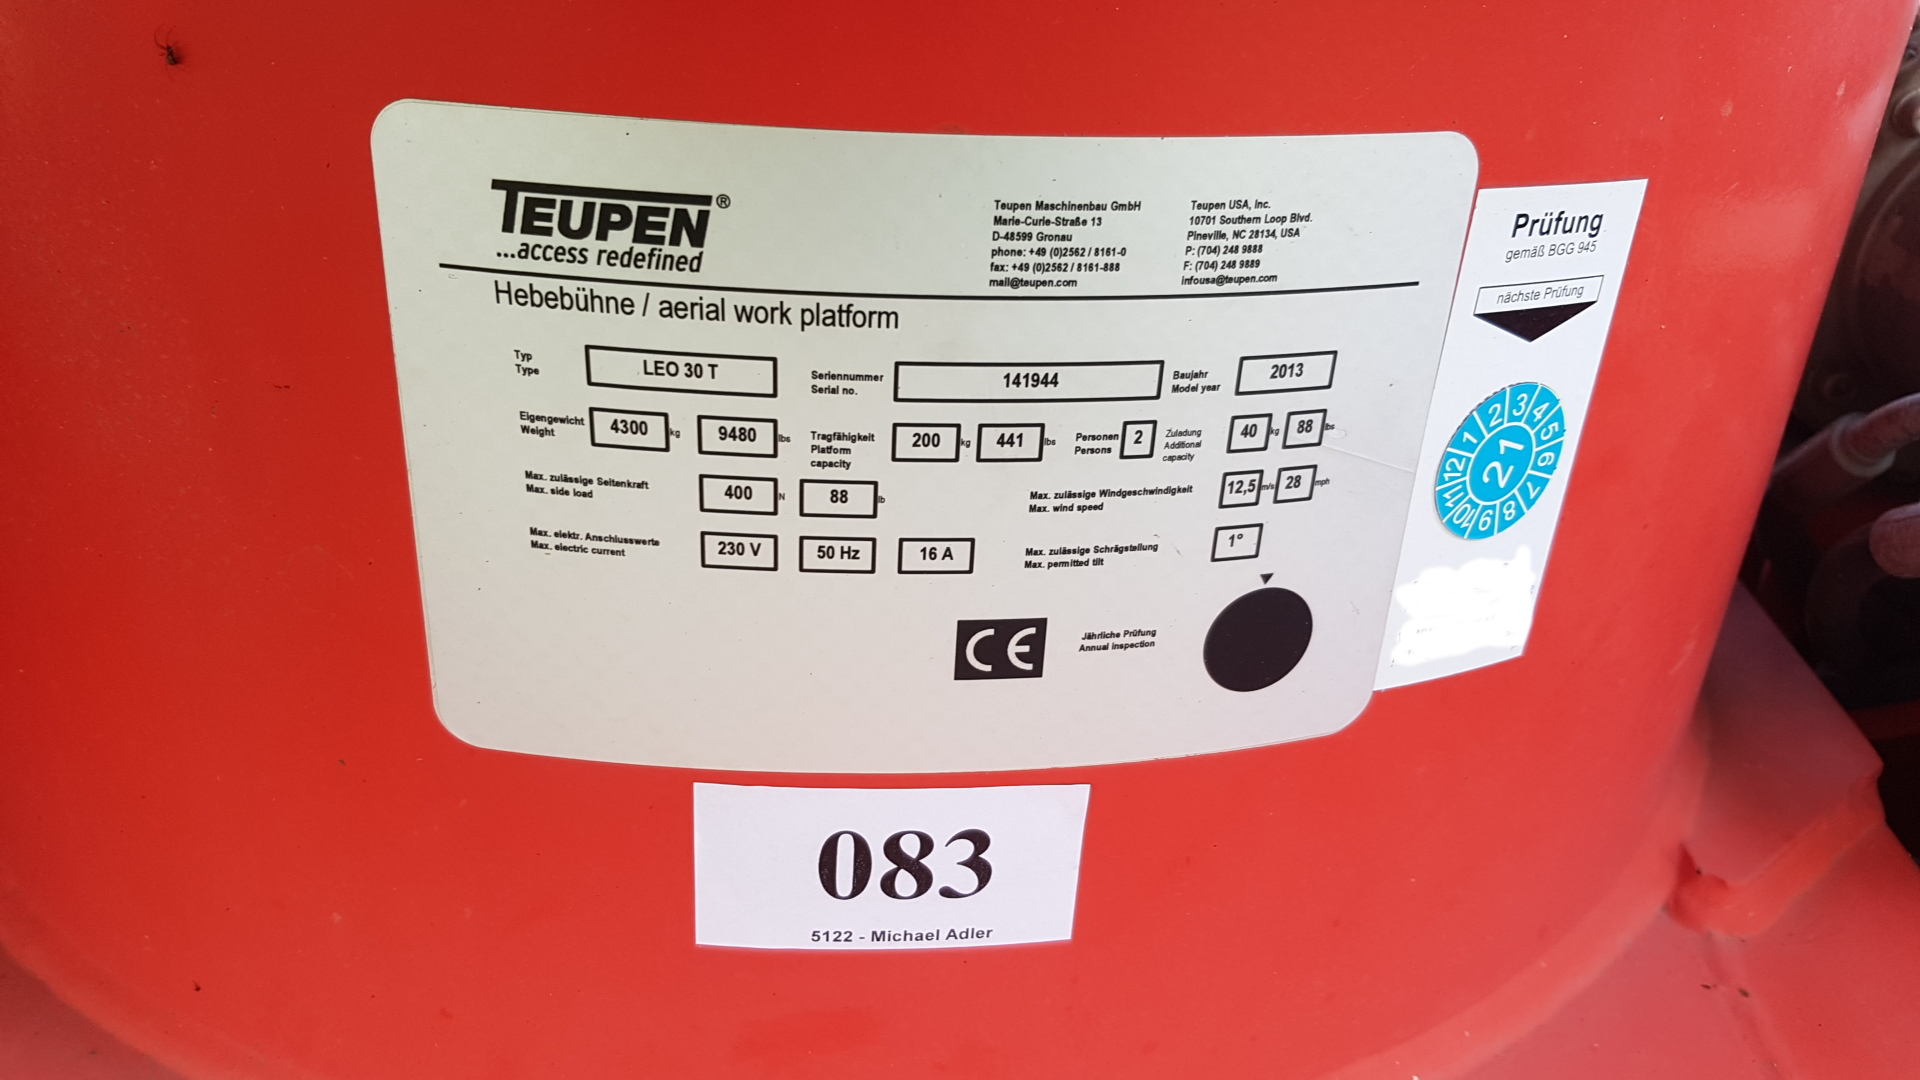 TEUPEN®
...access redefined
Teupen Maschinenbau GmbH
Marie-Curie-Straße 13
D-48599 Gronau
phone: +49 (0)2562 / 8161-0
fax: +49 (0)2562 / 8161-888
mail@teupen.com
Teupen USA, Inc.
10701 Southern Loop Blvd.
Pineville, NC 28134, USA
P: (704) 248 9888
F: (704) 248 9889
infousa@teupen.com
Hebebühne / aerial work platform
Typ
Type
LEO 30 T
Seriennummer
Serial no.
141944
Baujahr
Model year
2013
Eigengewicht
Weight
4300 kg 9480 lbs
Tragfähigkeit
Platform
capacity
200 kg 441 lbs
Personen
Persons
2
Zuladung
Additional
capacity
40 kg 88 lbs
Max. zulässige Seitenkraft
Max. side load
400 N 88 lb
Max. zulässige Windgeschwindigkeit
Max. wind speed
12,5 m/s 28 mph
Max. elektr. Anschlusswerte
Max. electric current
230 V 50 Hz 16 A
Max. zulässige Schrägstellung
Max. permitted tilt
1°
CE
Jährliche Prüfung
Annual inspection
Prüfung
gemäß BGG 945
nächste Prüfung
1 2 3 4 5 6 7 8 9 10 11 12
21
083
5122 - Michael Adler